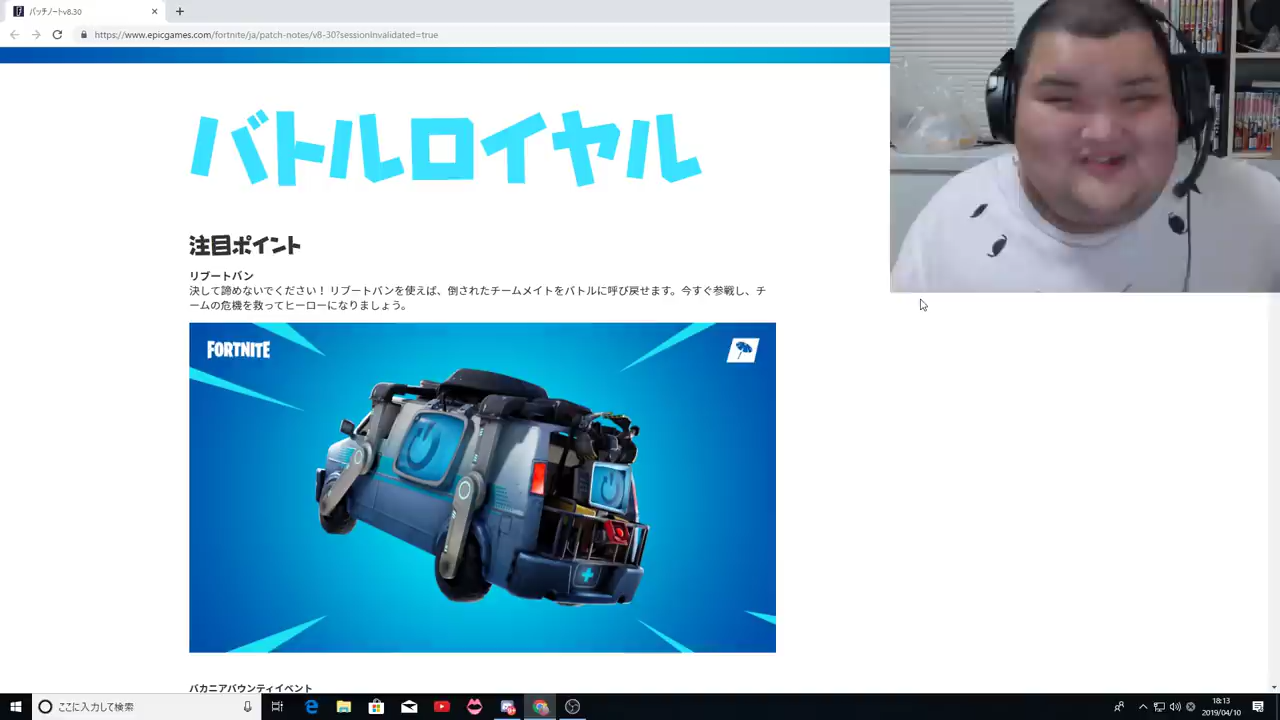 パッチノートv8.30
https://www.epicgames.com/fortnite/ja/patch-notes/v8-30?sessionInvalidated=true
バトルロイヤル
注目ポイント
リブートバン
決して諦めないでください！ リブートバンを使えば、倒されたチームメイトをバトルに呼び戻せます。今すぐ参戦し、チ
ームの危機を救ってヒーローになりましょう。
FORTNITE
バカニアバウンティイベント
ここに入力して検索
18:13
2019/04/10